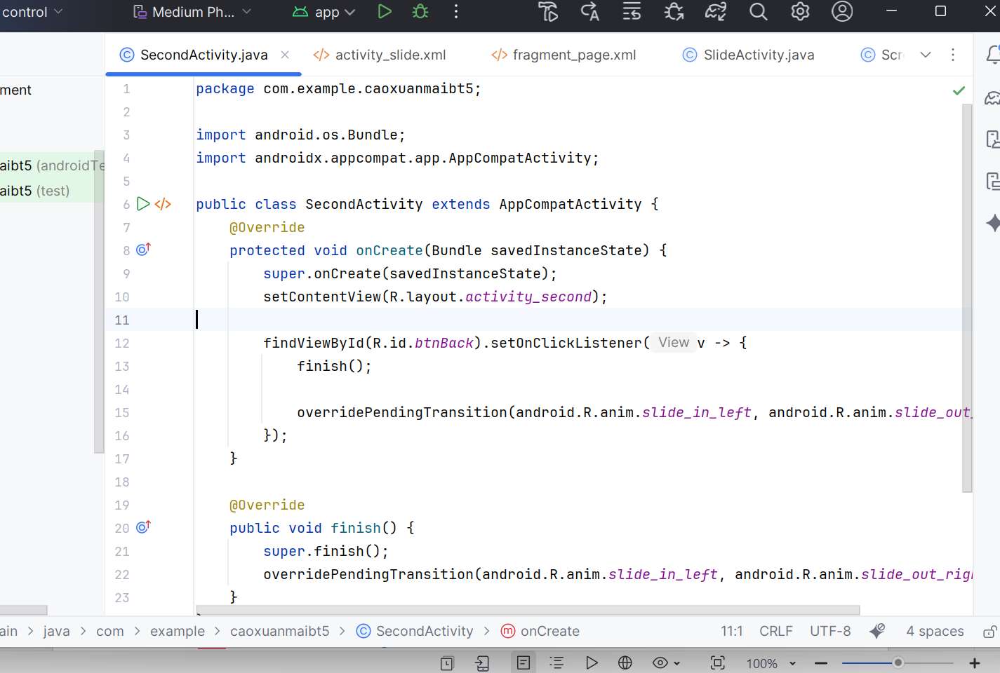 control Medium Ph... app
SecondActivity.java activity_slide.xml fragment_page.xml SlideActivity.java Scr
ment
aibt5 (androidTe
aibt5 (test)
1 package com.example.caoxuanmaibt5;
2
3 import android.os.Bundle;
4 import androidx.appcompat.app.AppCompatActivity;
5
6 public class SecondActivity extends AppCompatActivity {
7 @Override
8 protected void onCreate(Bundle savedInstanceState) {
9 super.onCreate(savedInstanceState);
10 setContentView(R.layout.activity_second);
11
12 findViewById(R.id.btnBack).setOnClickListener( View v -> {
13 finish();
14
15 overridePendingTransition(android.R.anim.slide_in_left, android.R.anim.slide_out_
16 });
17 }
18
19 @Override
20 public void finish() {
21 super.finish();
22 overridePendingTransition(android.R.anim.slide_in_left, android.R.anim.slide_out_righ
23 }
ain > java > com > example > caoxuanmaibt5 > SecondActivity > onCreate 11:1 CRLF UTF-8 4 spaces
100%